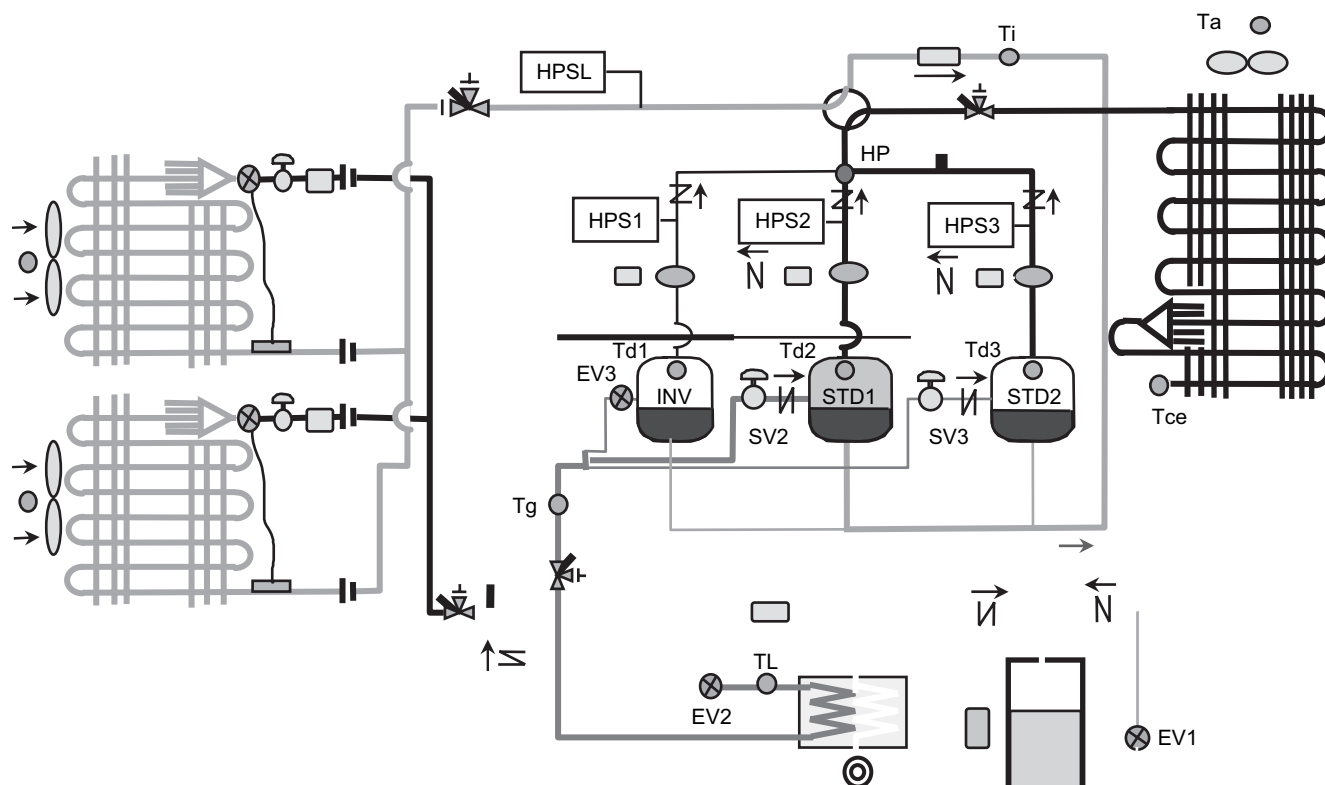 Ta
Ti
HPSL
HP
HPS1
HPS2
HPS3
Td1
Td2
Td3
EV3
INV
STD1
STD2
SV2
SV3
Tce
Tg
TL
EV2
EV1